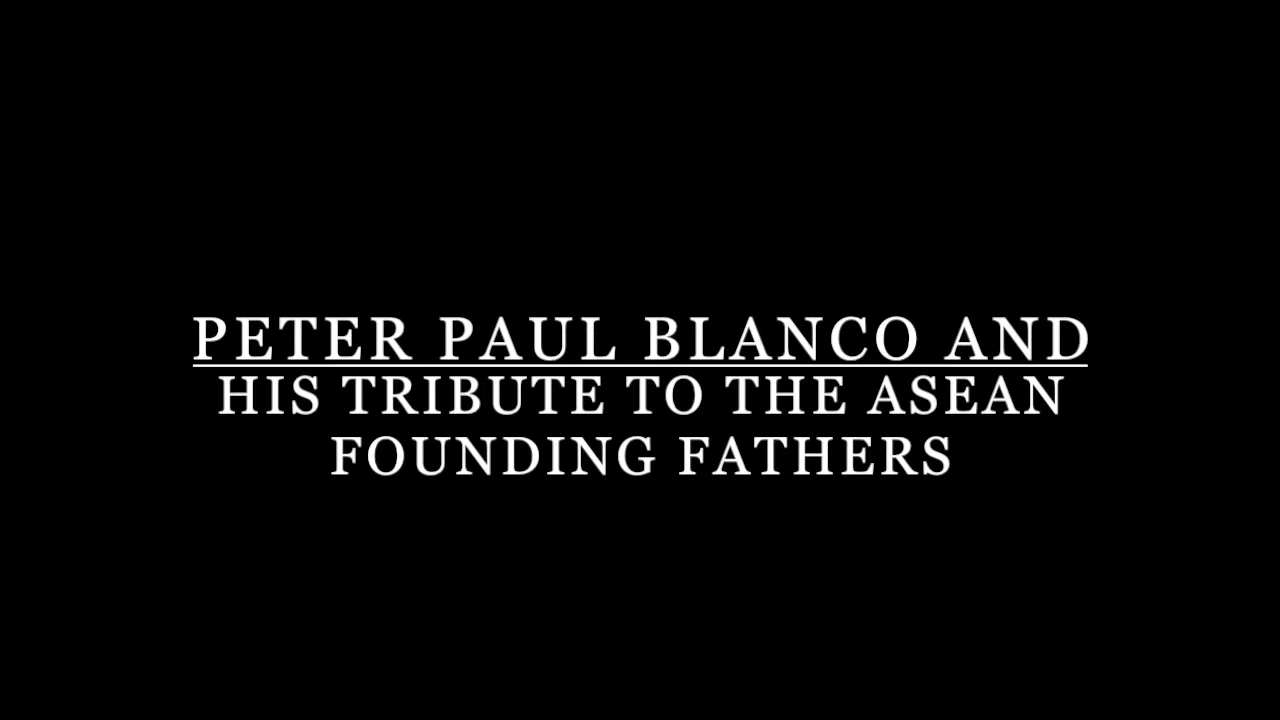 PETER PAUL BLANCO AND
HIS TRIBUTE TO THE ASEAN
FOUNDING FATHERS